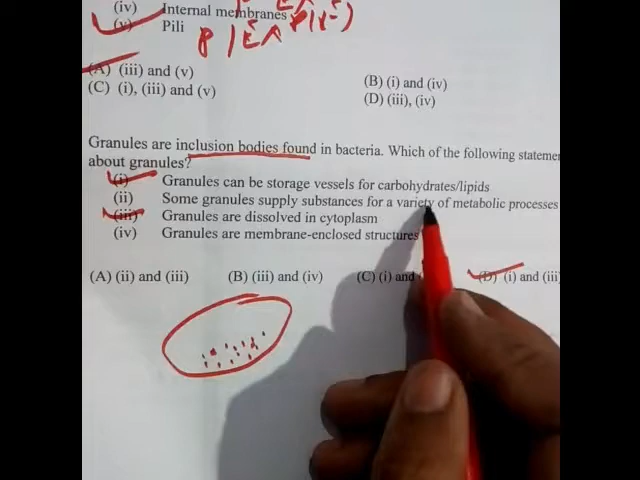 (iv) Internal membranes
(v) Pili
(A) (iii) and (v)
(B) (i) and (iv)
(C) (i), (iii) and (v)
(D) (iii), (iv)
Granules are inclusion bodies found in bacteria. Which of the following stateme
about granules?
(i) Granules can be storage vessels for carbohydrates/lipids
(ii) Some granules supply substances for a variety of metabolic processes
(iii) Granules are dissolved in cytoplasm
(iv) Granules are membrane-enclosed structures
(A) (ii) and (iii) (B) (iii) and (iv) (C) (i) and (D) (i) and (iii